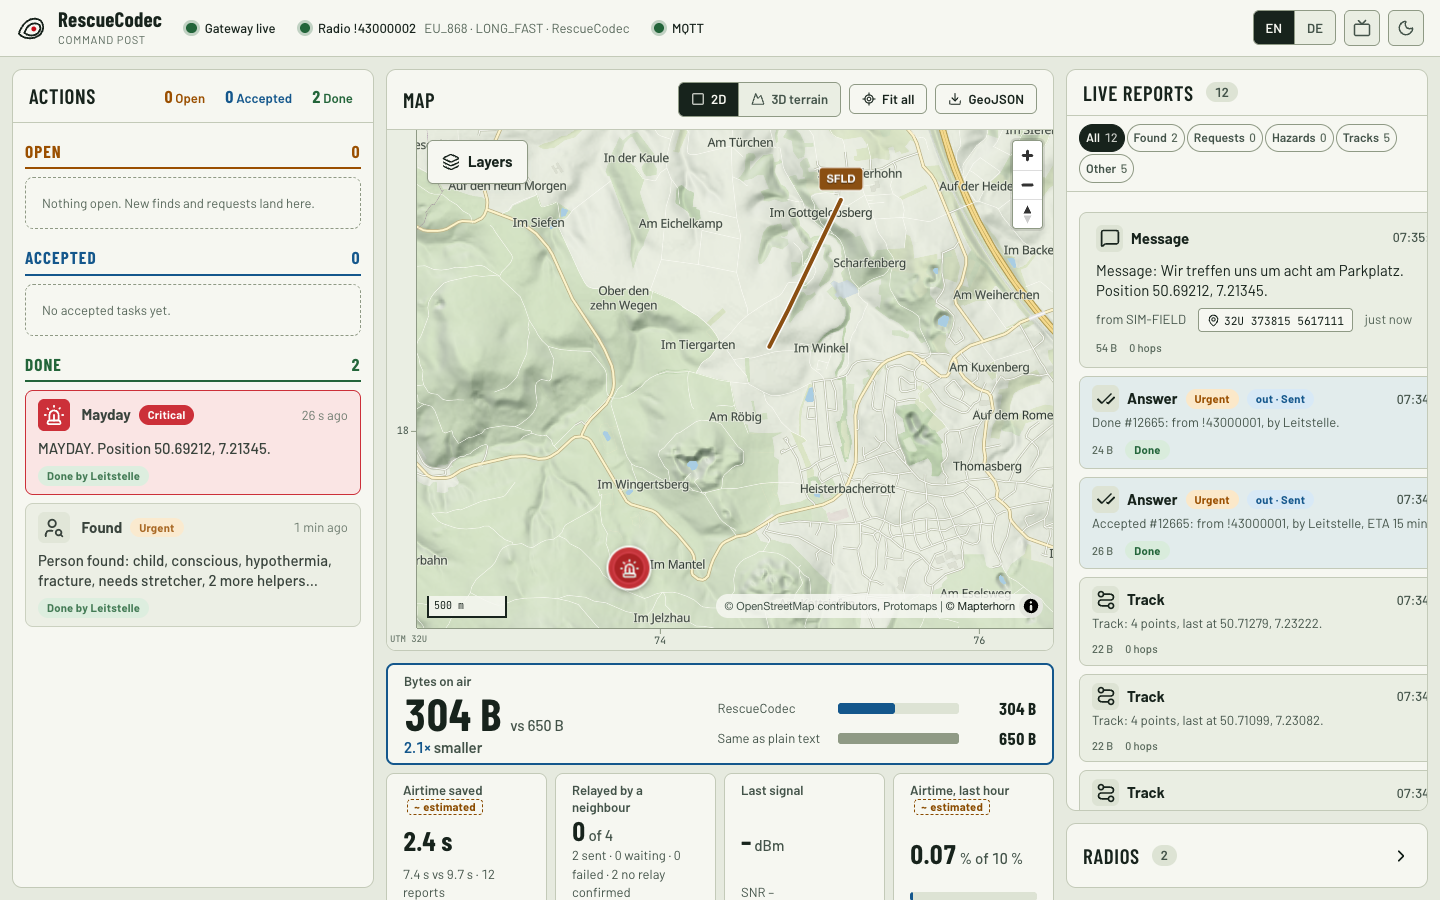 RescueCodec
COMMAND POST
Gateway live
Radio !43000002 EU_868 · LONG_FAST · RescueCodec
MQTT
EN DE
ACTIONS
0 Open 0 Accepted 2 Done
OPEN 0
Nothing open. New finds and requests land here.
ACCEPTED 0
No accepted tasks yet.
DONE 2
Mayday Critical 26 s ago
MAYDAY. Position 50.69212, 7.21345.
Done by Leitstelle
Found Urgent 1 min ago
Person found: child, conscious, hypothermia,
fracture, needs stretcher, 2 more helpers...
Done by Leitstelle
MAP
2D 3D terrain Fit all GeoJSON
Layers
Am Türchen
In der Kaule
SFLD
erhohn
Auf den neun Morgen
Auf der Heide
Im Siefen
Am Eichelkamp
Im Gottgelobsberg
Im Backe
Scharfenberg
Ober den
zehn Wegen
Am Weiherchen
Im Tiergarten
Im Winkel
Am Kuxenberg
Am Röbig
Auf dem Rome
18
Thomasberg
Im Wingertsberg
Heisterbacherrott
rbahn
Im Mantel
Am Eselsweg
500 m
© OpenStreetMap contributors, Protomaps | © Mapterhorn
Im Jelzhau
UTM 32U 74 76
Bytes on air
304 B vs 650 B
2.1× smaller
RescueCodec 304 B
Same as plain text 650 B
Airtime saved
~ estimated
2.4 s
7.4 s vs 9.7 s · 12
reports
Relayed by a
neighbour
0 of 4
2 sent · 0 waiting · 0
failed · 2 no relay
confirmed
Last signal
– dBm
SNR –
Airtime, last hour
~ estimated
0.07 % of 10 %
LIVE REPORTS 12
All 12 Found 2 Requests 0 Hazards 0 Tracks 5
Other 5
Message 07:35
Message: Wir treffen uns um acht am Parkplatz.
Position 50.69212, 7.21345.
from SIM-FIELD 32U 373815 5617111 just now
54 B 0 hops
Answer Urgent out · Sent 07:34
Done #12665: from !43000001, by Leitstelle.
24 B Done
Answer Urgent out · Sent 07:34
Accepted #12665: from !43000001, by Leitstelle, ETA 15 min
26 B Done
Track 07:34
Track: 4 points, last at 50.71279, 7.23222.
22 B 0 hops
Track 07:34
Track: 4 points, last at 50.71099, 7.23082.
22 B 0 hops
Track 07:34
RADIOS 2